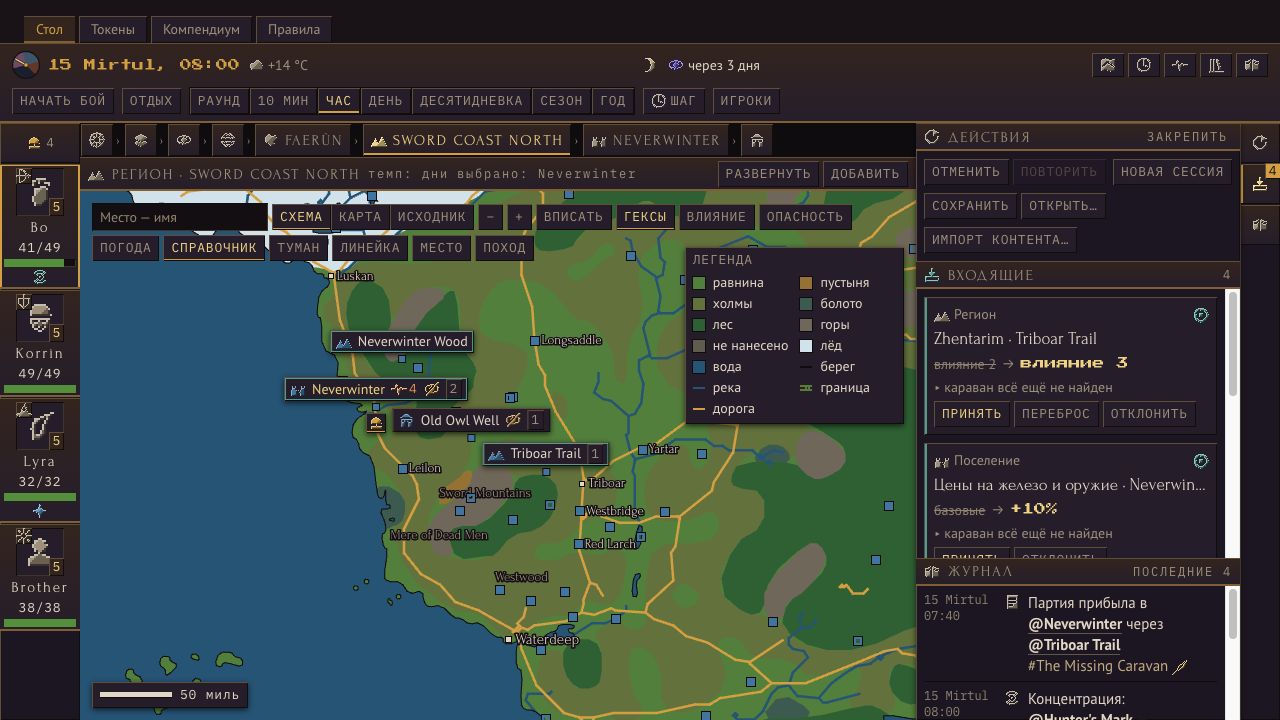 Стол Токены Компендиум Правила
15 Mirtul, 08:00 +14 °C через 3 дня
НАЧАТЬ БОЙ ОТДЫХ РАУНД 10 МИН ЧАС ДЕНЬ ДЕСЯТИДНЕВКА СЕЗОН ГОД ШАГ ИГРОКИ
4
› › › › FAERÛN › SWORD COAST NORTH › NEVERWINTER ›
РЕГИОН · SWORD COAST NORTH темп: дни выбрано: Neverwinter РАЗВЕРНУТЬ ДОБАВИТЬ
Место — имя СХЕМА КАРТА ИСХОДНИК − + ВПИСАТЬ ГЕКСЫ ВЛИЯНИЕ ОПАСНОСТЬ
ПОГОДА СПРАВОЧНИК ТУМАН ЛИНЕЙКА МЕСТО ПОХОД
5
Bo
41/49
5
Korrin
49/49
5
Lyra
32/32
5
Brother
38/38
Luskan
Neverwinter Wood
Longsaddle
Neverwinter 4 2
Old Owl Well 1
Triboar Trail 1
Yartar
Leilon
Triboar
Sword Mountains
Westbridge
Mere of Dead Men
Red Larch
Westwood
Waterdeep
50 миль
ЛЕГЕНДА
равнина пустыня
холмы болото
лес горы
не нанесено лёд
вода берег
река граница
дорога
ДЕЙСТВИЯ ЗАКРЕПИТЬ
ОТМЕНИТЬ ПОВТОРИТЬ НОВАЯ СЕССИЯ
СОХРАНИТЬ ОТКРЫТЬ…
ИМПОРТ КОНТЕНТА…
4
ВХОДЯЩИЕ 4
Регион
Zhentarim · Triboar Trail
влияние 2 → влияние 3
‣ караван всё ещё не найден
ПРИНЯТЬ ПЕРЕБРОС ОТКЛОНИТЬ
Поселение
Цены на железо и оружие · Neverwin…
базовые → +10%
‣ караван всё ещё не найден
ПРИНЯТЬ ОТКЛОНИТЬ
ЖУРНАЛ ПОСЛЕДНИЕ 4
15 Mirtul
07:40
Партия прибыла в
@Neverwinter через
@Triboar Trail
#The Missing Caravan
15 Mirtul
08:00
Концентрация:
@Hunter's Mark